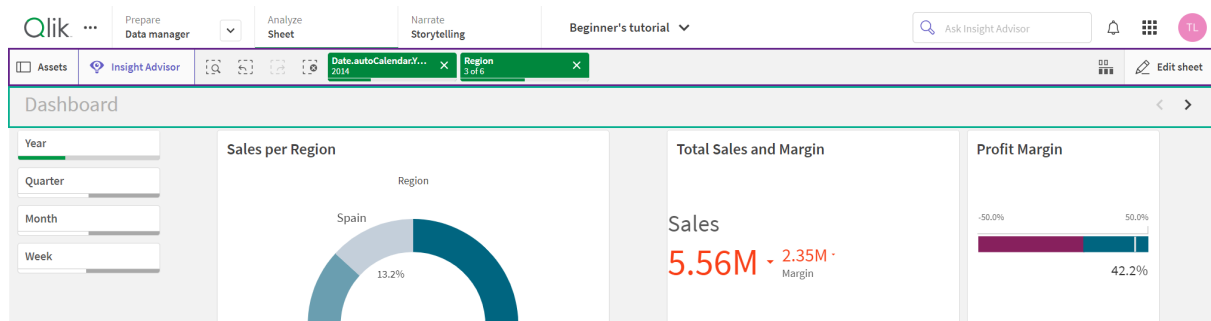 Qlik
Prepare
Data manager
Analyze
Sheet
Narrate
Storytelling
Beginner's tutorial
Ask Insight Advisor
TL
Assets
Insight Advisor
Date.autoCalendar.Y...
2014
Region
3 of 6
Edit sheet
Dashboard
Year
Quarter
Month
Week
Sales per Region
Region
Spain
13.2%
Total Sales and Margin
Sales
5.56M
2.35M
Margin
Profit Margin
-50.0%
50.0%
42.2%